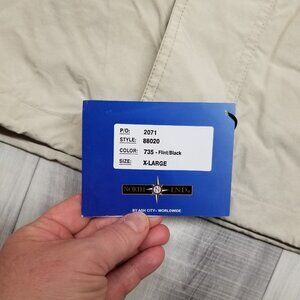 P/O: 2071
STYLE: 88020
COLOR: 735 - Flint/Black
SIZE: X-LARGE
NORTH N END®
BY ASH CITY® WORLDWIDE